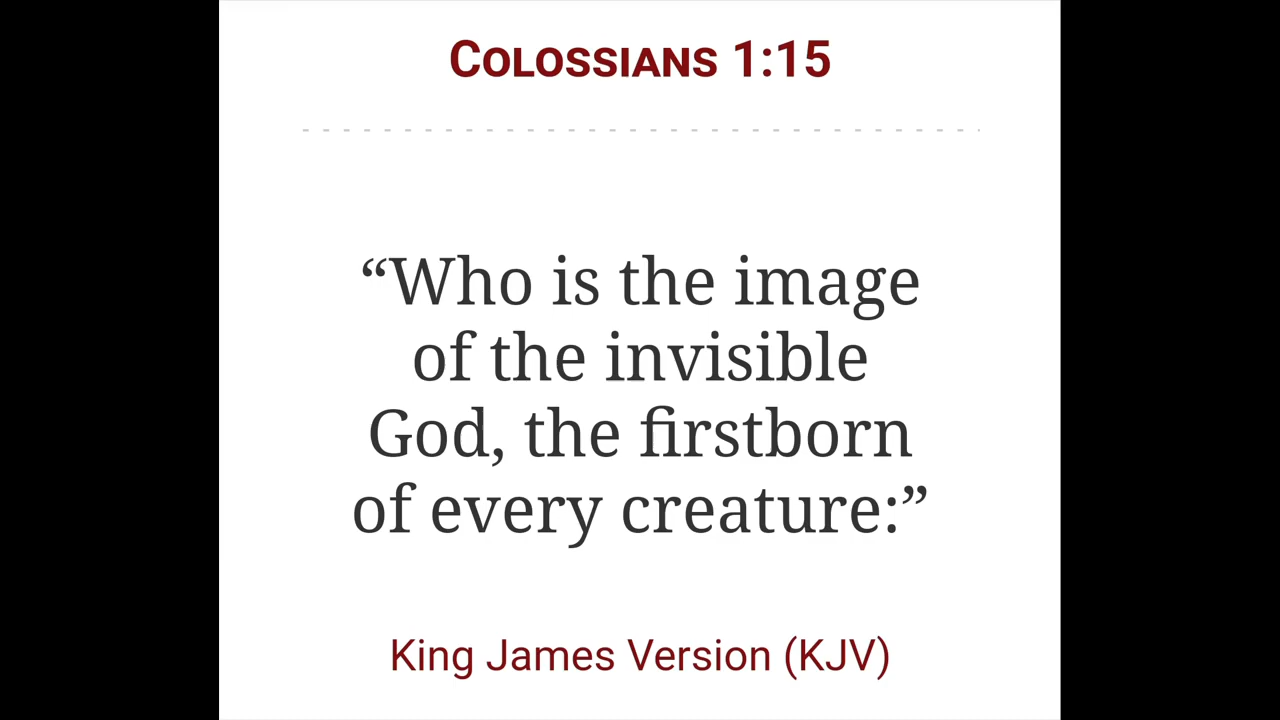 Colossians 1:15
“Who is the image
of the invisible
God, the firstborn
of every creature:”
King James Version (KJV)